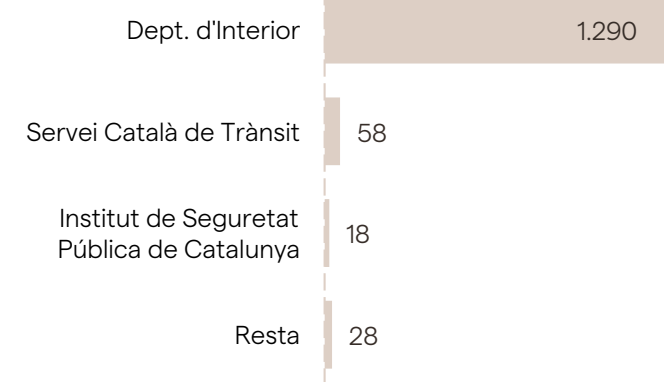 Dept. d'Interior 1.290
Servei Català de Trànsit 58
Institut de Seguretat
Pública de Catalunya 18
Resta 28